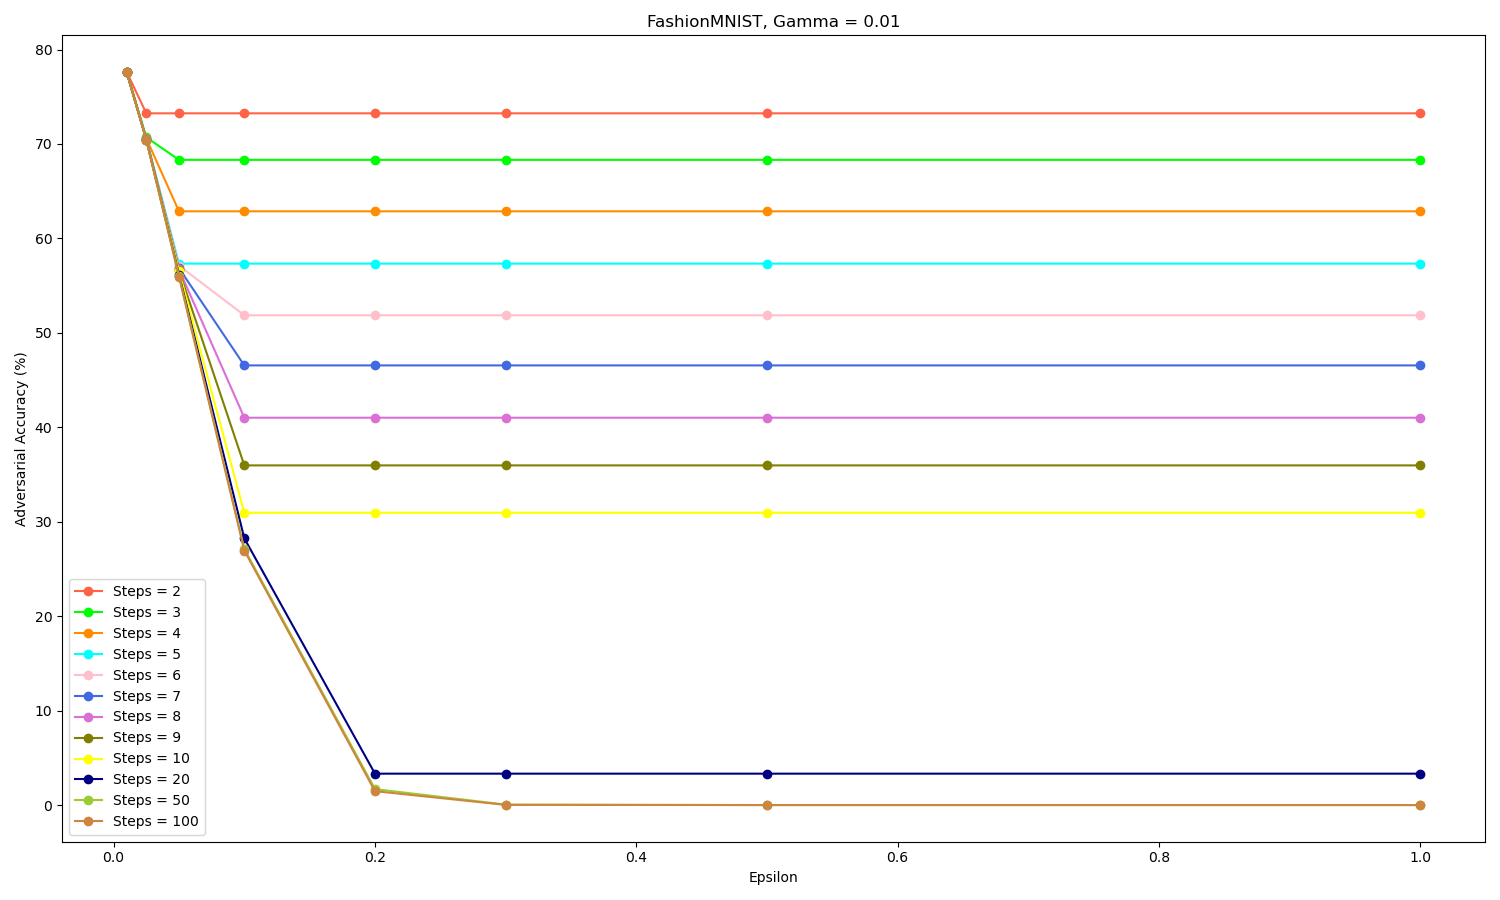 FashionMNIST, Gamma = 0.01
80
70
60
50
40
30
20
10
0
Adversarial Accuracy (%)
Steps = 2
Steps = 3
Steps = 4
Steps = 5
Steps = 6
Steps = 7
Steps = 8
Steps = 9
Steps = 10
Steps = 20
Steps = 50
Steps = 100
0.0 0.2 0.4 0.6 0.8 1.0
Epsilon